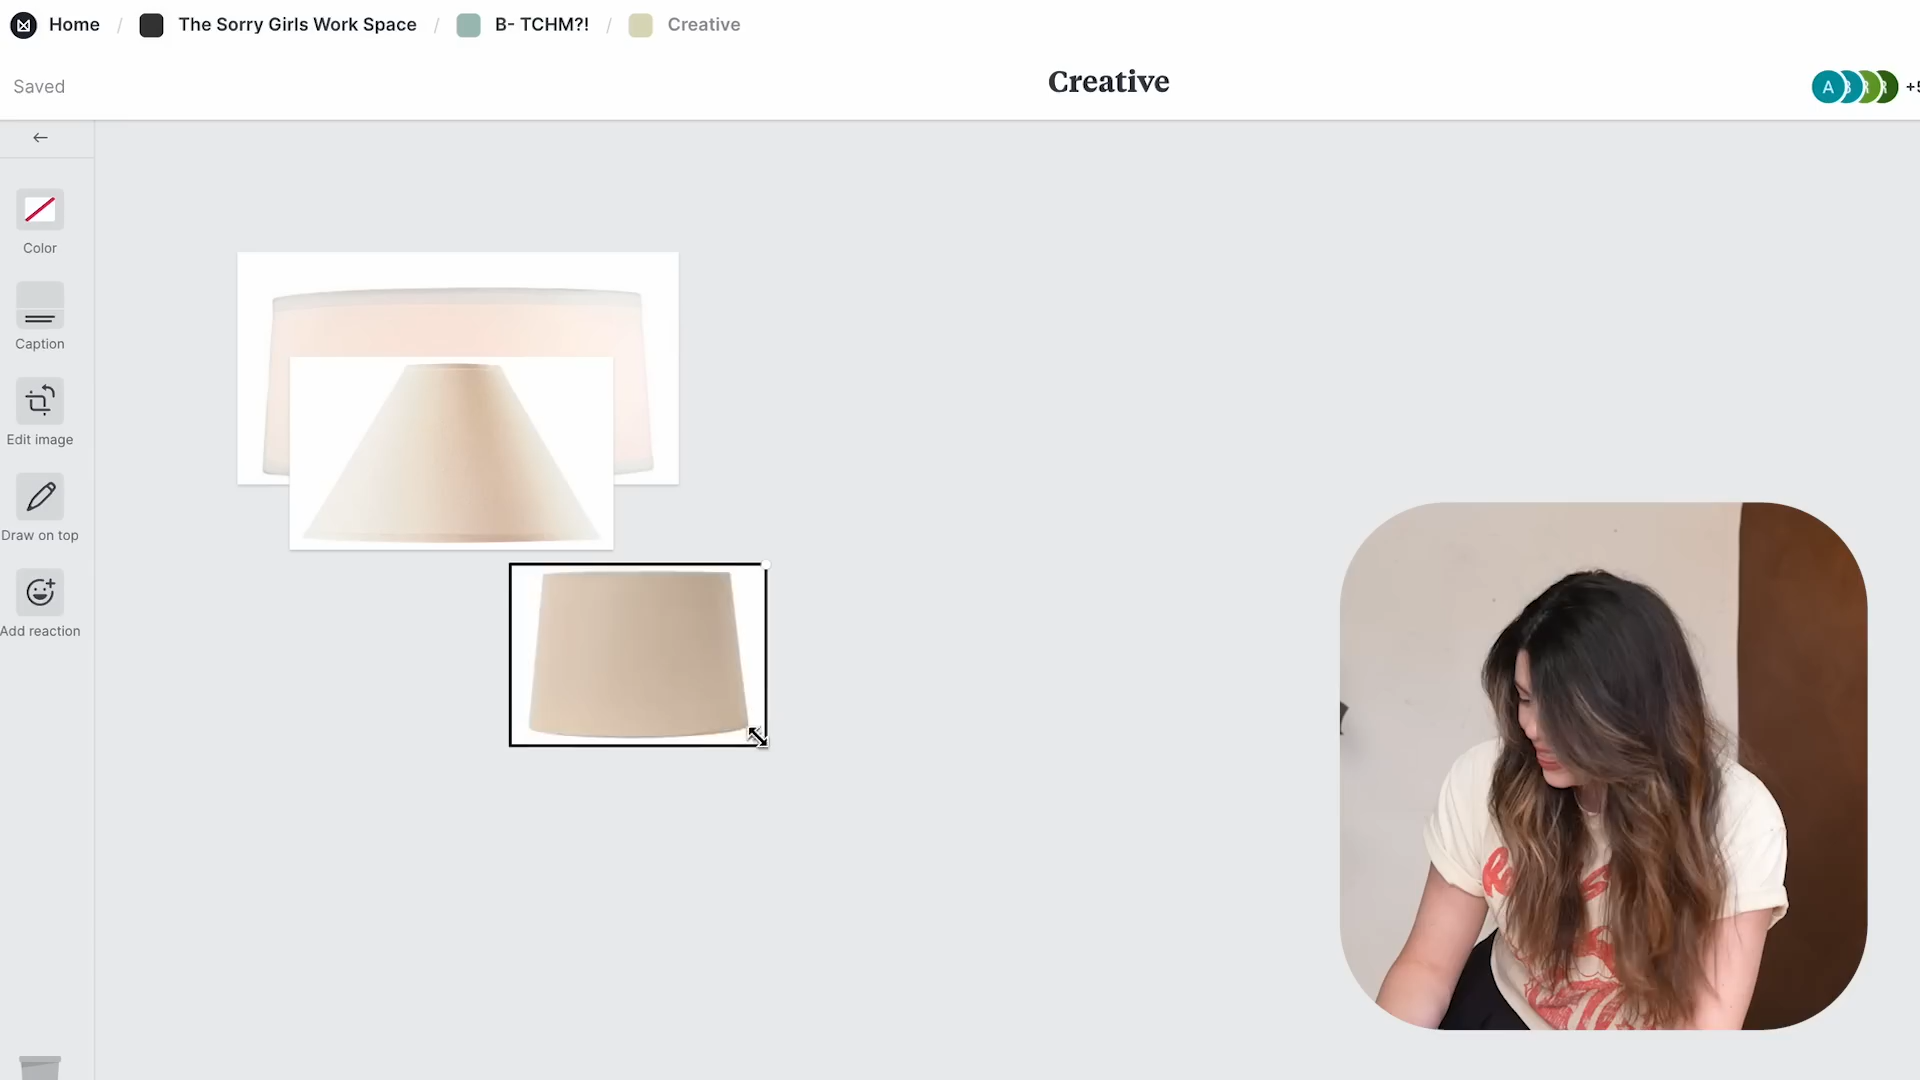 Home / The Sorry Girls Work Space / B- TCHM?! / Creative
Saved
Creative
A
Color
Caption
Edit image
Draw on top
Add reaction